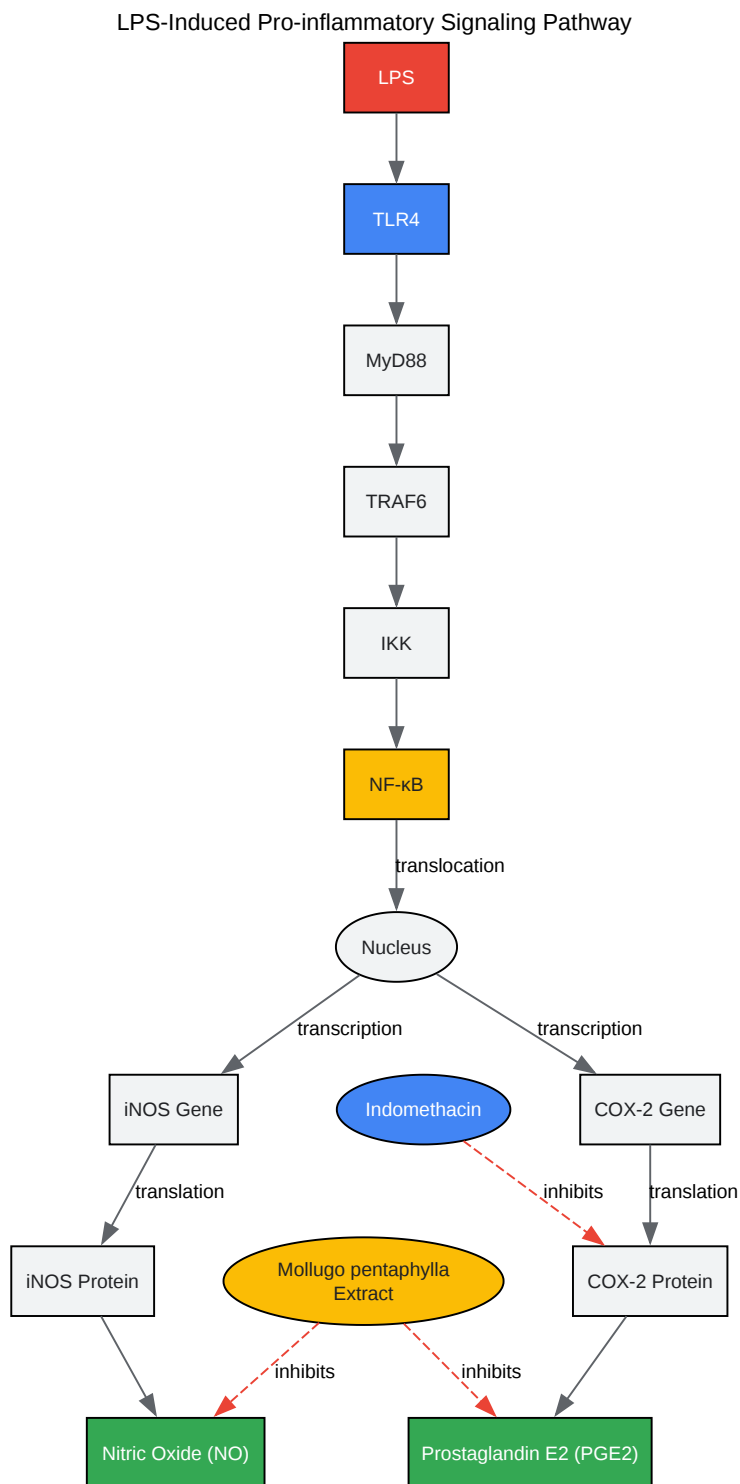 LPS-Induced Pro-inflammatory Signaling Pathway
LPS
TLR4
MyD88
TRAF6
IKK
NF-κB
translocation
Nucleus
transcription
transcription
iNOS Gene
Indomethacin
COX-2 Gene
translation
inhibits
translation
iNOS Protein
Mollugo pentaphylla
Extract
COX-2 Protein
inhibits
inhibits
Nitric Oxide (NO)
Prostaglandin E2 (PGE2)